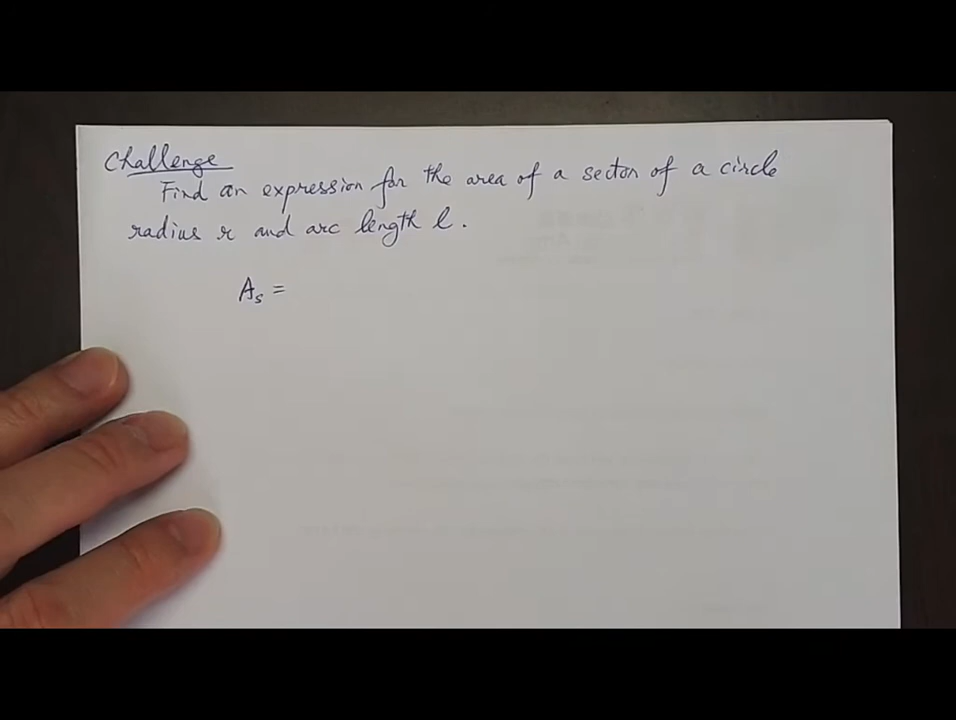 Challenge
Find an expression for the area of a sector of a circle
radius r and arc length l.
Aₛ =